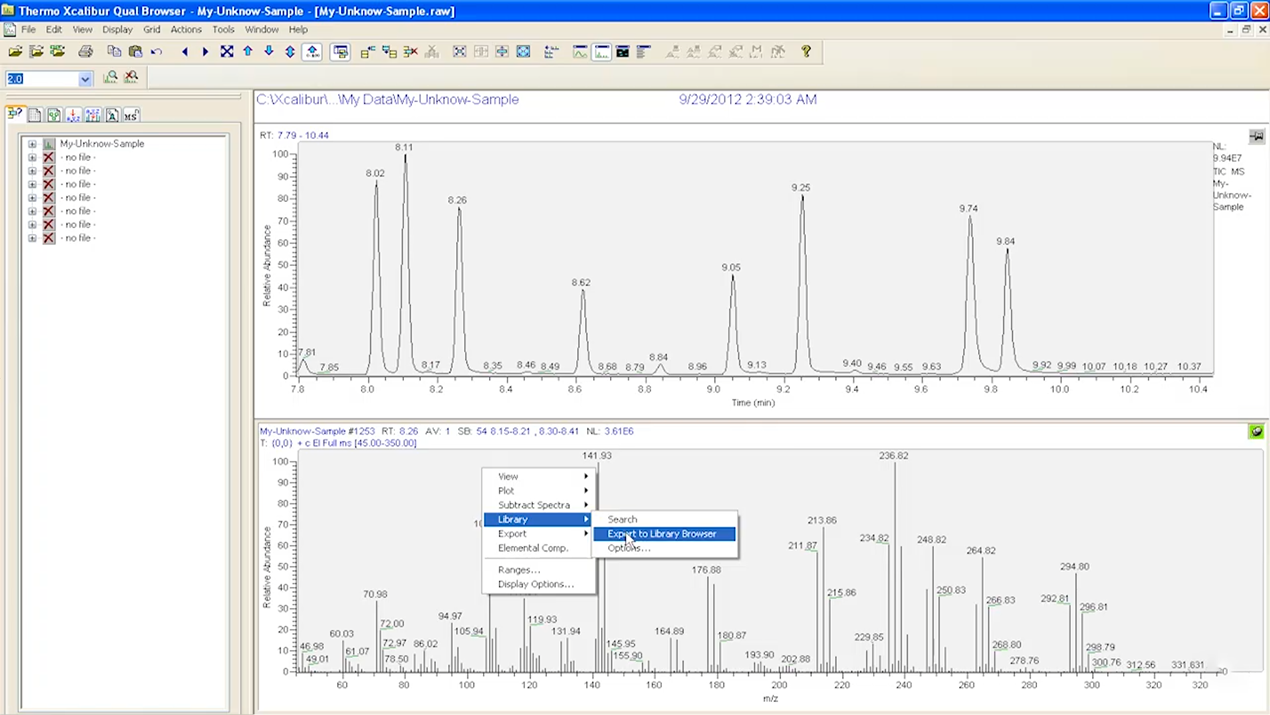 Thermo Xcalibur Qual Browser - My-Unknow-Sample - [My-Unknow-Sample.raw]
File Edit View Display Grid Actions Tools Window Help
2.0
MSⁿ
C:\Xcalibur\...\My Data\My-Unknow-Sample 9/29/2012 2:39:03 AM
My-Unknow-Sample
- no file -
- no file -
- no file -
- no file -
- no file -
- no file -
- no file -
RT: 7.79 - 10.44
NL:
9.94E7
TIC MS
My-
Unknow-
Sample
Relative Abundance
100
90
80
70
60
50
40
30
20
10
0
7.81 7.85 8.02 8.11 8.17 8.26 8.35 8.46 8.49 8.62 8.68 8.79 8.84 8.96 9.05 9.13 9.25 9.40 9.46 9.55 9.63 9.74 9.84 9.92 9.99 10.07 10.18 10.27 10.37
7.8 8.0 8.2 8.4 8.6 8.8 9.0 9.2 9.4 9.6 9.8 10.0 10.2 10.4
Time (min)
My-Unknow-Sample #1253 RT: 8.26 AV: 1 SB: 54 8.15-8.21 , 8.30-8.41 NL: 3.61E6
T: {0,0} + c EI Full ms [45.00-350.00]
Relative Abundance
100
90
80
70
60
50
40
30
20
10
0
46.98 49.01 60.03 61.07 70.98 72.00 72.97 78.50 86.02 94.97 105.94 119.93 131.94 141.93 145.95 155.90 164.89 176.88 180.87 193.90 202.88 211.87 213.86 215.86 229.85 234.82 236.82 248.82 250.83 264.82 266.83 268.80 278.76 292.81 294.80 296.81 298.79 300.76 312.56 331.631
View
Plot
Subtract Spectra
Library
Export
Elemental Comp.
Ranges...
Display Options...
Search
Export to Library Browser
Options...
60 80 100 120 140 160 180 200 220 240 260 280 300 320 320
m/z